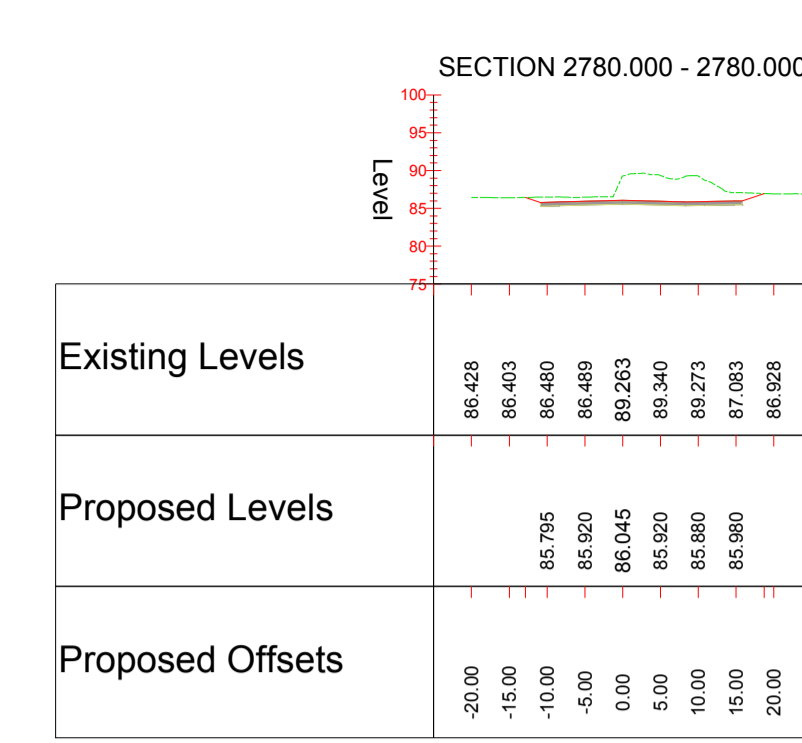 SECTION 2780.000 - 2780.000
100
95
90
85
80
75
Level
Existing Levels
86.428 86.403 86.480 86.489 89.263 89.340 89.273 87.083 86.928
Proposed Levels
85.795 85.920 86.045 85.920 85.880 85.980
Proposed Offsets
-20.00 -15.00 -10.00 -5.00 0.00 5.00 10.00 15.00 20.00